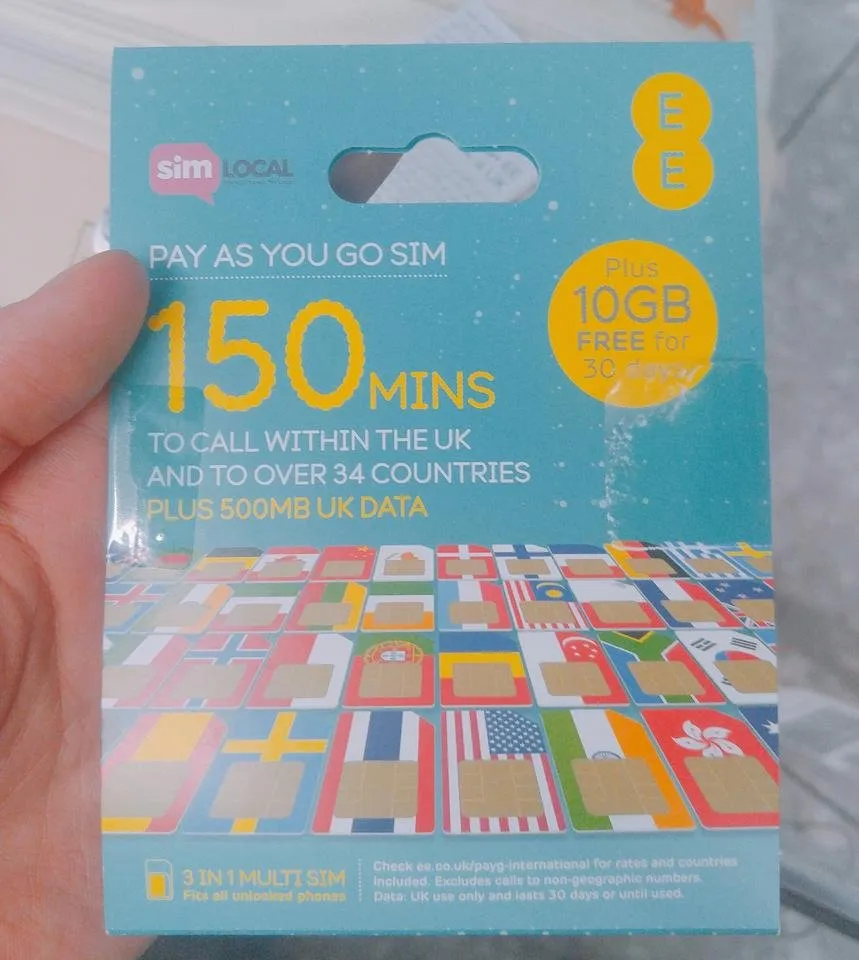 EE
sim LOCAL
PAY AS YOU GO SIM
Plus
10GB
FREE for
30 days
150 MINS
TO CALL WITHIN THE UK
AND TO OVER 34 COUNTRIES
PLUS 500MB UK DATA
3 IN 1 MULTI SIM
Fits all unlocked phones
Check ee.co.uk/payg-international for rates and countries
included. Excludes calls to non-geographic numbers.
Data: UK use only and lasts 30 days or until used.